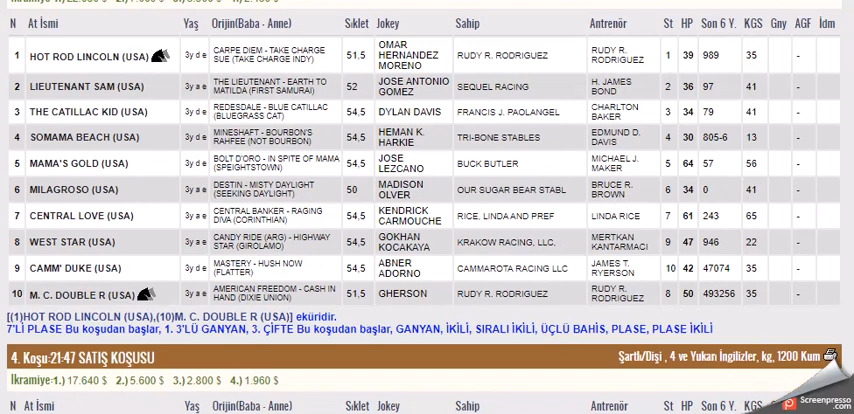 N At İsmi Yaş Orijin(Baba - Anne) Sıklet Jokey Sahip Antrenör St HP Son 6 Y. KGS Gny AGF İdm
1 HOT ROD LINCOLN (USA) 3y d e CARPE DIEM - TAKE CHARGE SUE (TAKE CHARGE INDY) 51,5 OMAR HERNANDEZ MORENO RUDY R. RODRIGUEZ RUDY R. RODRIGUEZ 1 39 989 35 -
2 LIEUTENANT SAM (USA) 3y a e THE LIEUTENANT - EARTH TO MATILDA (FIRST SAMURAI) 52 JOSE ANTONIO GOMEZ SEQUEL RACING H. JAMES BOND 2 36 97 41 -
3 THE CATILLAC KID (USA) 3y d e REDESDALE - BLUE CATILLAC (BLUEGRASS CAT) 54,5 DYLAN DAVIS FRANCIS J. PAOLANGEL CHARLTON BAKER 3 34 79 41 -
4 SOMAMA BEACH (USA) 3y d e MINESHAFT - BOURBON'S RAHFEE (NOT BOURBON) 54,5 HEMAN K. HARKIE TRI-BONE STABLES EDMUND D. DAVIS 4 30 805-6 13 -
5 MAMA'S GOLD (USA) 3y a e BOLT D'ORO - IN SPITE OF MAMA (SPEIGHTSTOWN) 54,5 JOSE LEZCANO BUCK BUTLER MICHAEL J. MAKER 5 64 57 56 -
6 MILAGROSO (USA) 3y a e DESTIN - MISTY DAYLIGHT (SEEKING DAYLIGHT) 50 MADISON OLVER OUR SUGAR BEAR STABL BRUCE R. BROWN 6 34 0 41 -
7 CENTRAL LOVE (USA) 3y a e CENTRAL BANKER - RAGING DIVA (CORINTHIAN) 54,5 KENDRICK CARMOUCHE RICE, LINDA AND PREF LINDA RICE 7 61 243 65 -
8 WEST STAR (USA) 3y a e CANDY RIDE (ARG) - HIGHWAY STAR (GIROLAMO) 54,5 GOKHAN KOCAKAYA KRAKOW RACING, LLC. MERTKAN KANTARMACI 9 47 946 22 -
9 CAMM' DUKE (USA) 3y a e MASTERY - HUSH NOW (FLATTER) 54,5 ABNER ADORNO CAMMAROTA RACING LLC JAMES T. RYERSON 10 42 47074 35 -
10 M. C. DOUBLE R (USA) 3y a e AMERICAN FREEDOM - CASH IN HAND (DIXIE UNION) 51,5 GHERSON RUDY R. RODRIGUEZ RUDY R. RODRIGUEZ 8 50 493256 35 -
[(1)HOT ROD LINCOLN (USA),(10)M. C. DOUBLE R (USA)] eküridir.
7'Lİ PLASE Bu koşudan başlar, 1. 3'LÜ GANYAN, 3. ÇİFTE Bu koşudan başlar, GANYAN, İKİLİ, SIRALI İKİLİ, ÜÇLÜ BAHİS, PLASE, PLASE İKİLİ
4. Koşu:21:47 SATIŞ KOŞUSU Şartlı/Dişi , 4 ve Yukarı İngilizler, kg, 1200 Kum
İkramiye:1.) 17.640 $ 2.) 5.600 $ 3.) 2.800 $ 4.) 1.960 $
N At İsmi Yaş Orijin(Baba - Anne) Sıklet Jokey Sahip Antrenör St HP Son 6 Y. KGS
Screenpresso.com